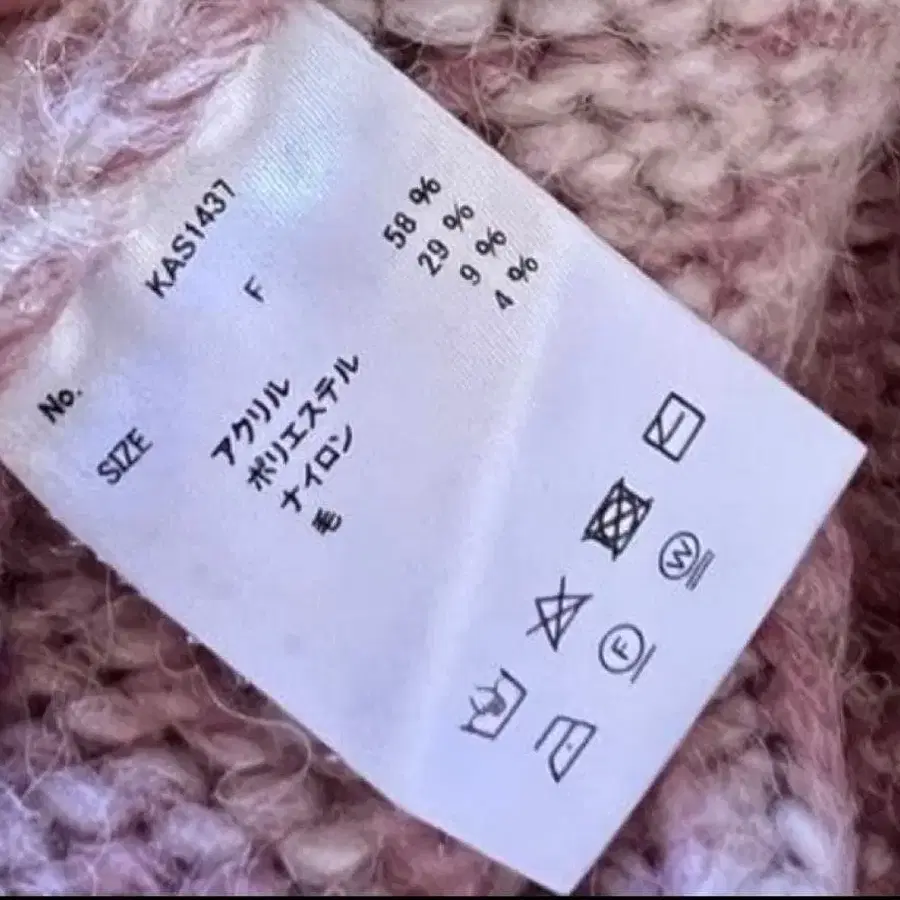 No. KAS1437
SIZE F
アクリル 58 %
ポリエステル 29 %
ナイロン 9 %
毛 4 %
F W